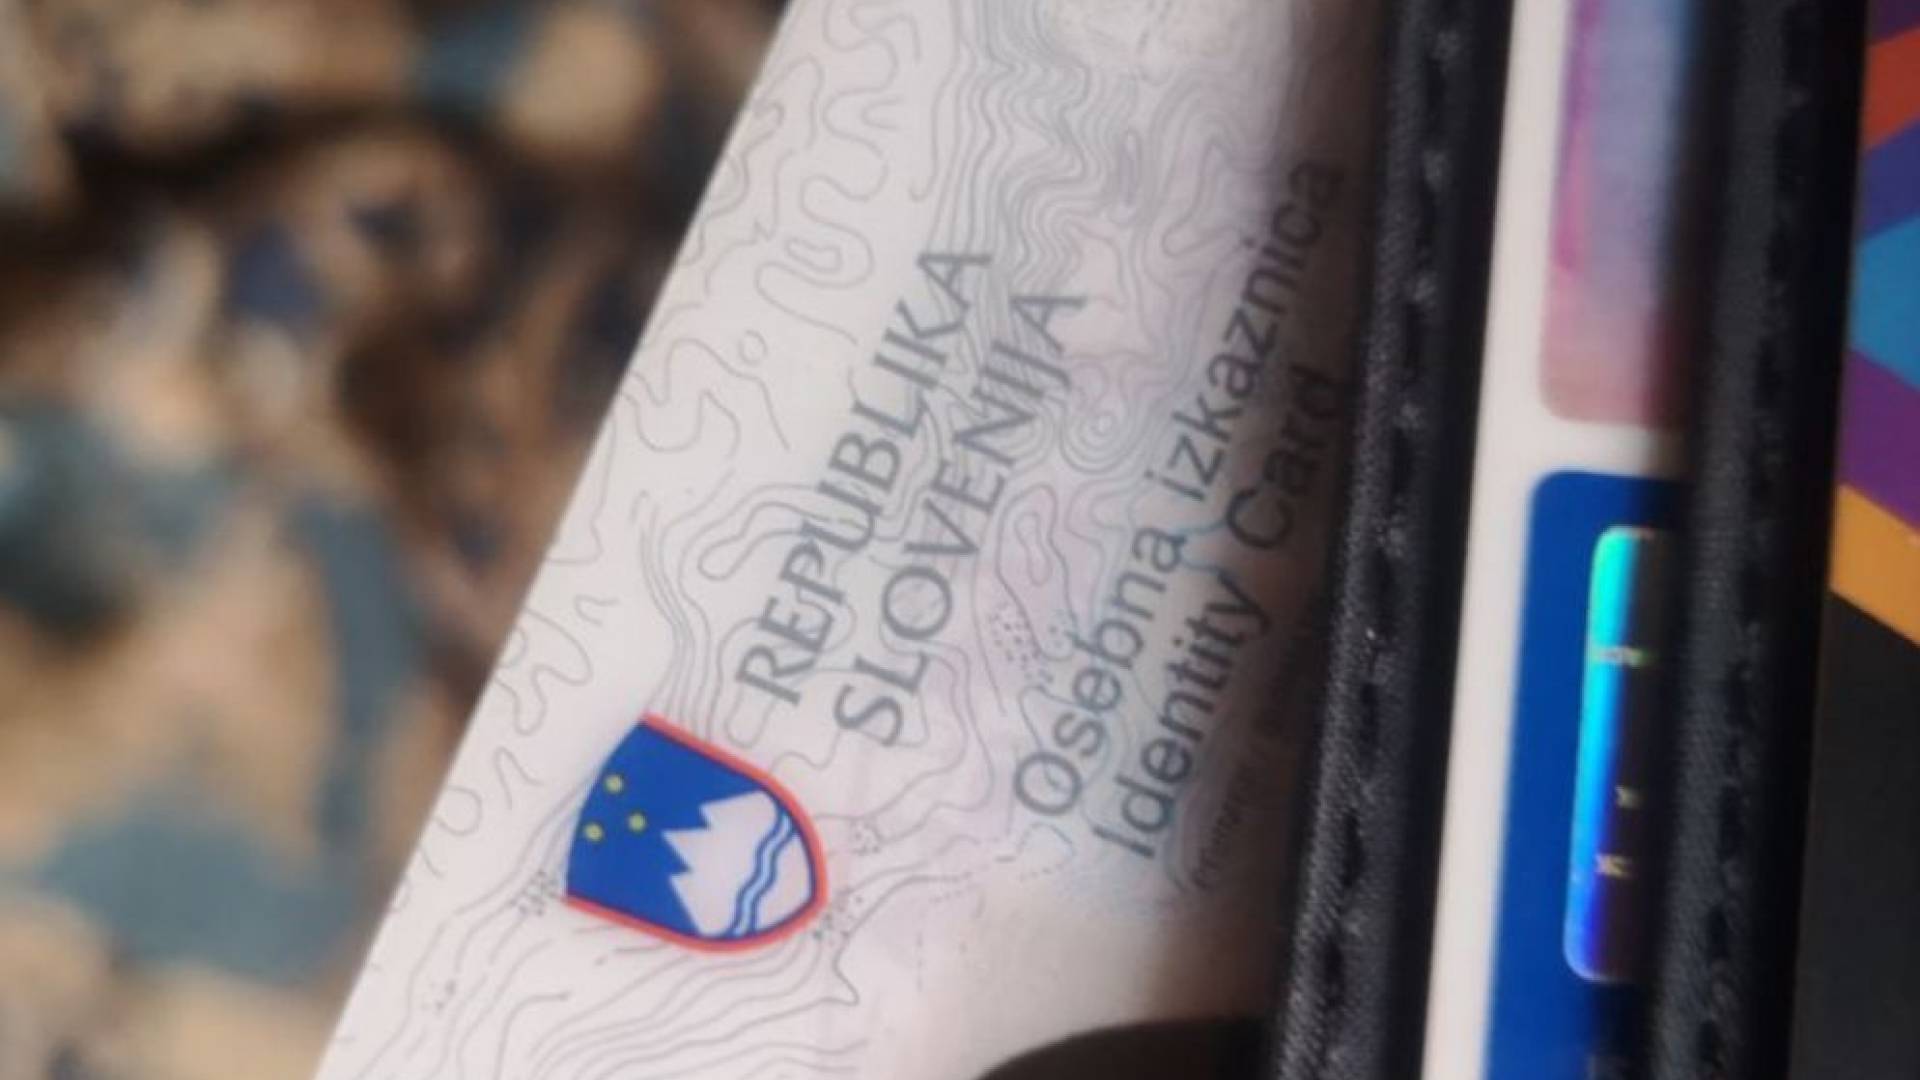 REPUBLIKA
SLOVENIJA
Osebna izkaznica
Identity Card